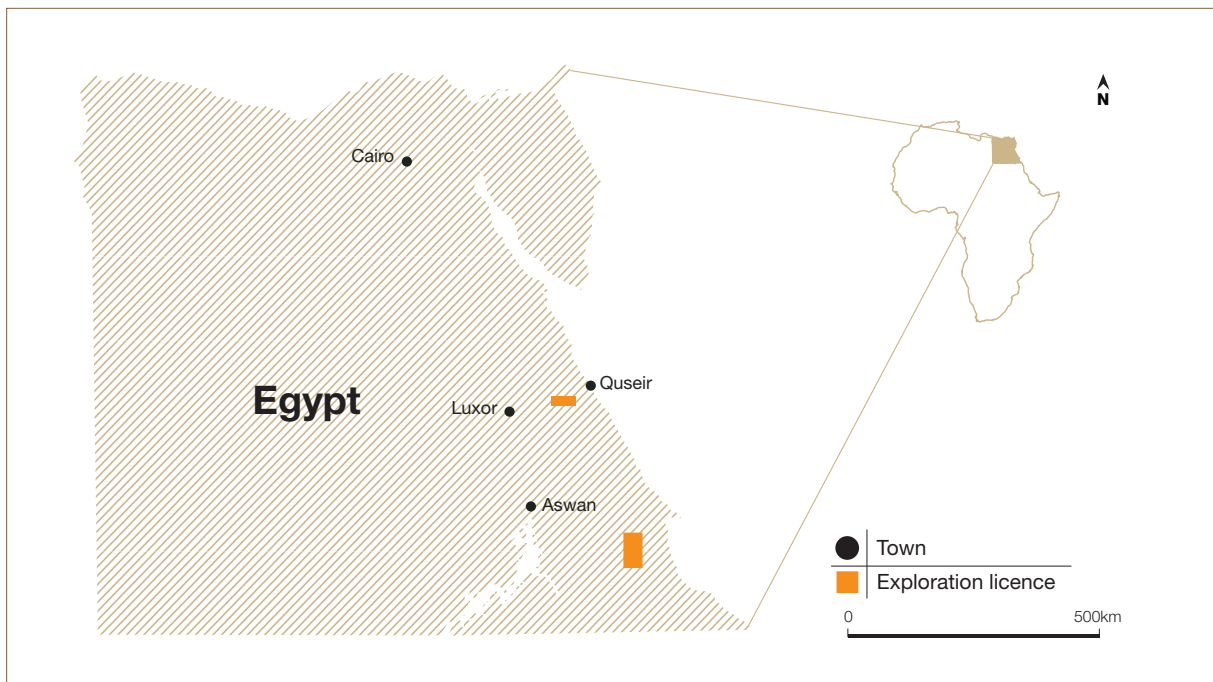 N
Cairo
Quseir
Egypt
Luxor
Aswan
Town
Exploration licence
0 500km